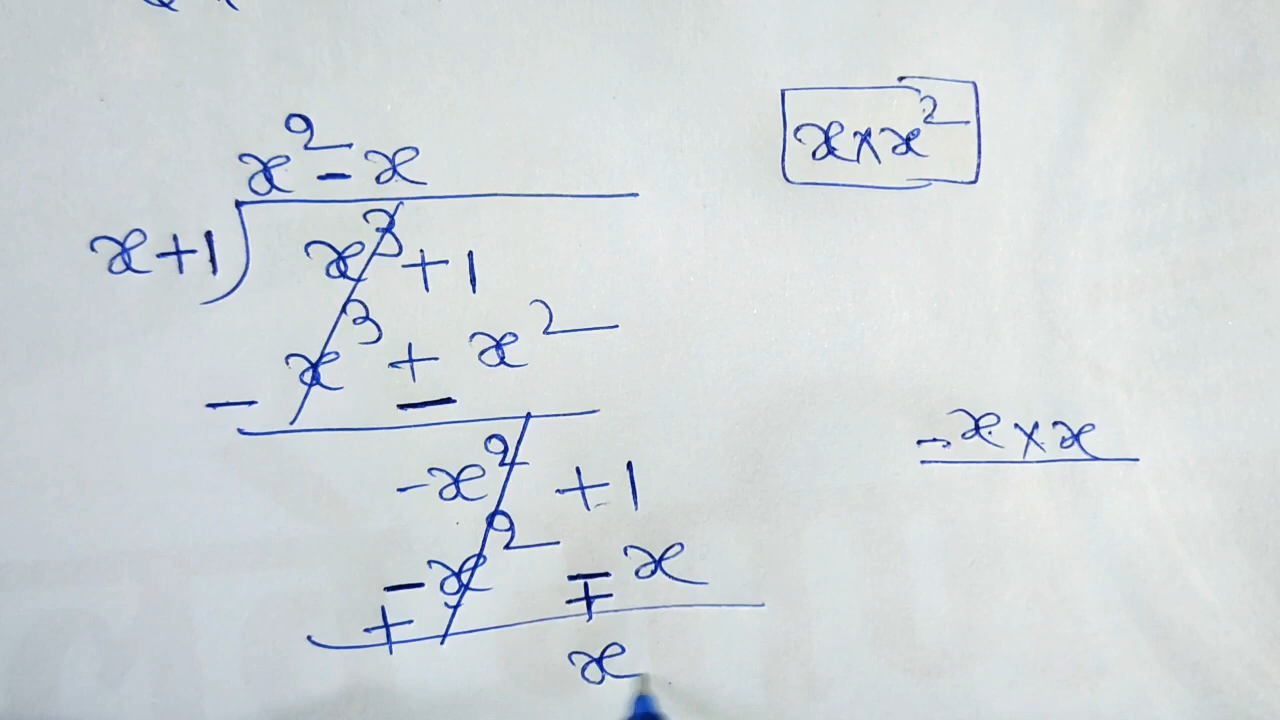 x² - x
x × x²
x+1) x³ + 1
x³ + x²
- -
-x² + 1
-x × x
-x² - x
+ +
x